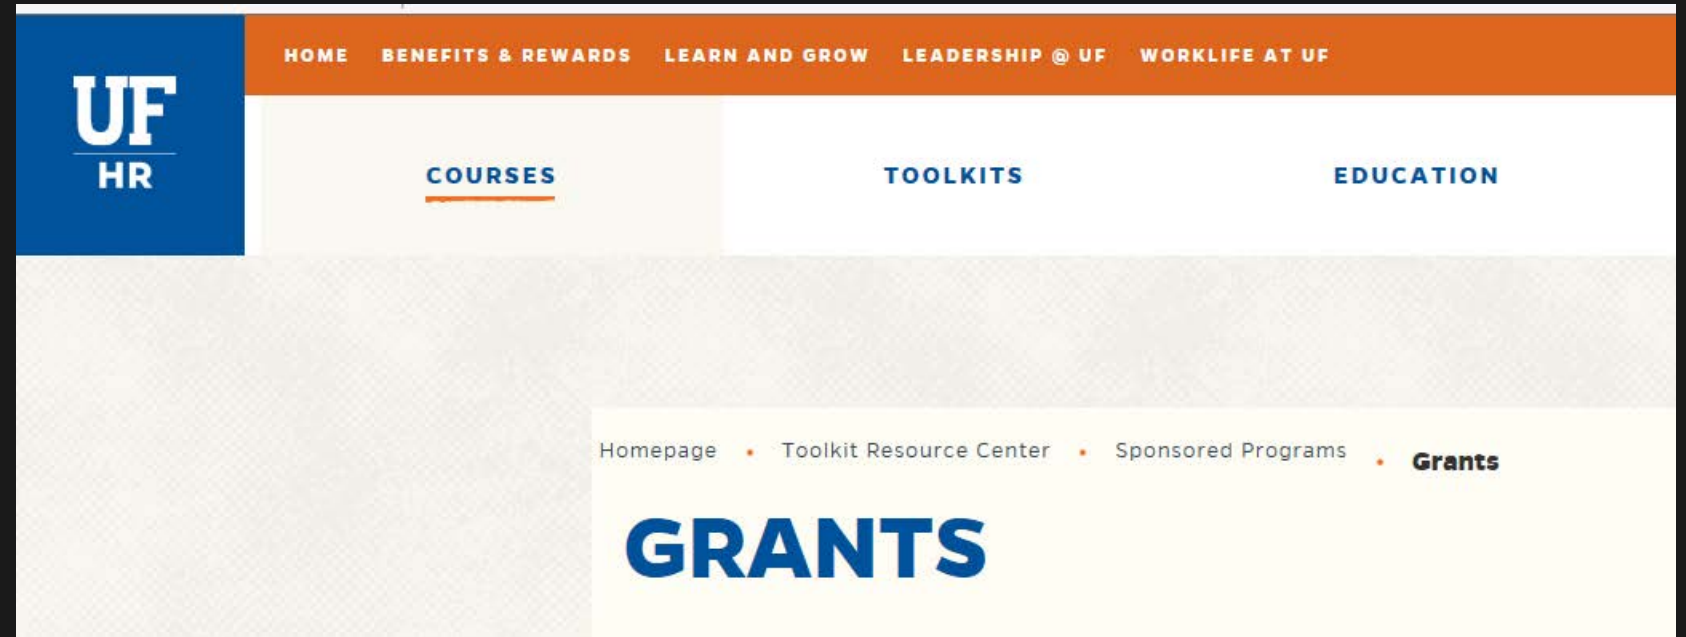 HOME BENEFITS & REWARDS LEARN AND GROW LEADERSHIP @ UF WORKLIFE AT UF
UF
HR
COURSES TOOLKITS EDUCATION
Homepage • Toolkit Resource Center • Sponsored Programs • Grants
GRANTS